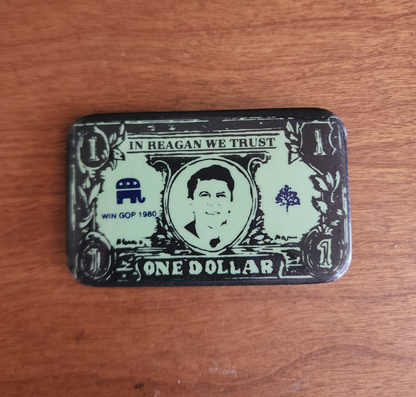 1 1
IN REAGAN WE TRUST
WIN GOP 1980
1 ONE DOLLAR 1